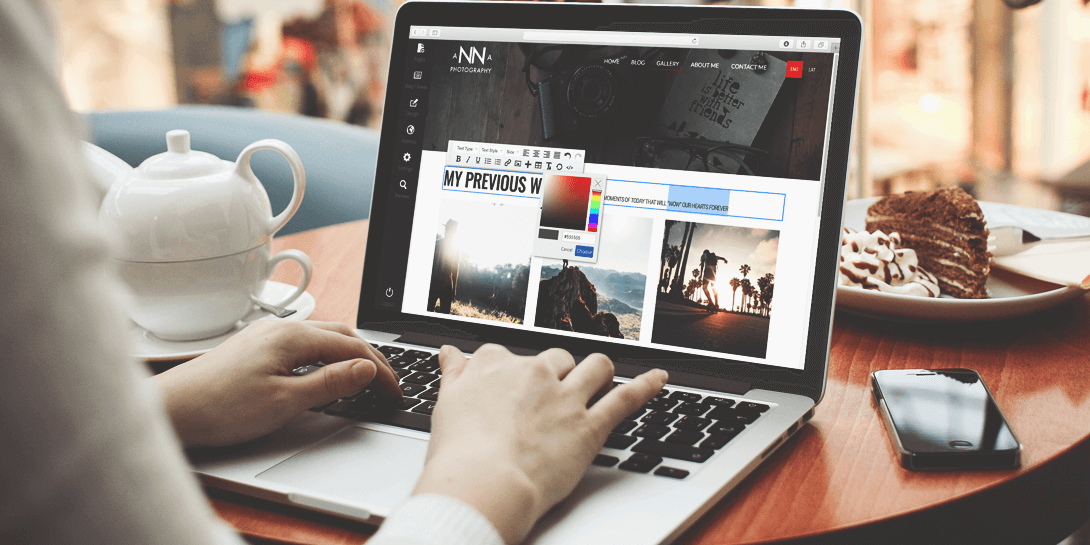 A NN A
PHOTOGRAPHY
HOME
BLOG
GALLERY
ABOUT ME
CONTACT ME
ENG
LAT
life
is better
with
friends
Text Type
Text Style
Size
B I U
MY PREVIOUS W
MOMENTS OF TODAY THAT WILL "WOW" OUR HEARTS FOREVER
Cancel
Choose